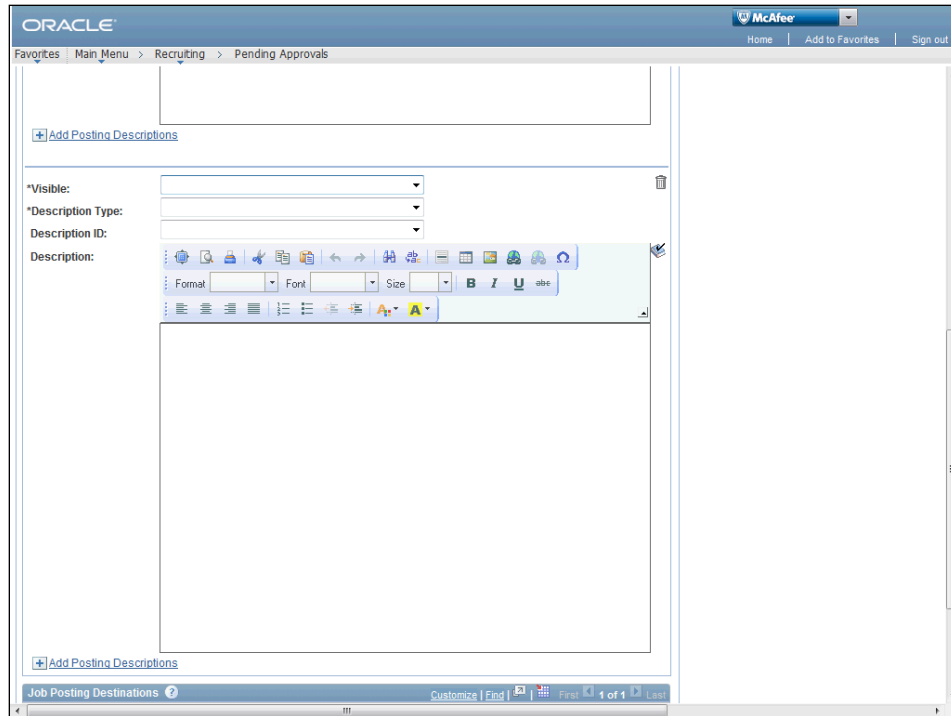 ORACLE
McAfee
Home | Add to Favorites | Sign out
Favorites | Main Menu > Recruiting > Pending Approvals
Add Posting Descriptions
*Visible:
*Description Type:
Description ID:
Description:
Format Font Size B I U abc
A A
Add Posting Descriptions
Job Posting Destinations ? Customize | Find | First 1 of 1 Last